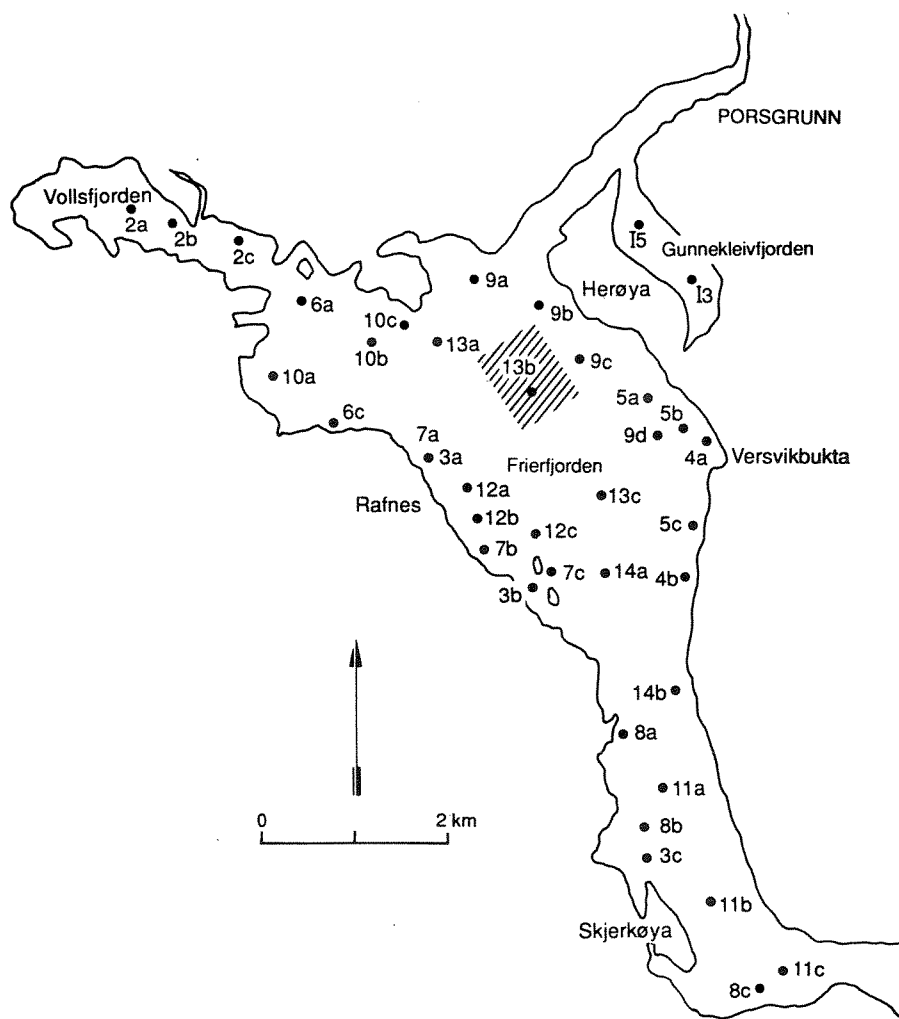 PORSGRUNN
Vollsfjorden
2a
2b
2c
I5
Gunnekleivfjorden
I3
Herøya
9a
9b
6a
10c
10b
13a
13b
9c
10a
5a
5b
6c
9d
4a
7a
3a
Frierfjorden
Versvikbukta
12a
13c
Rafnes
12b
12c
5c
7b
7c
14a
4b
3b
14b
8a
11a
0
2 km
8b
3c
11b
Skjerkøya
11c
8c